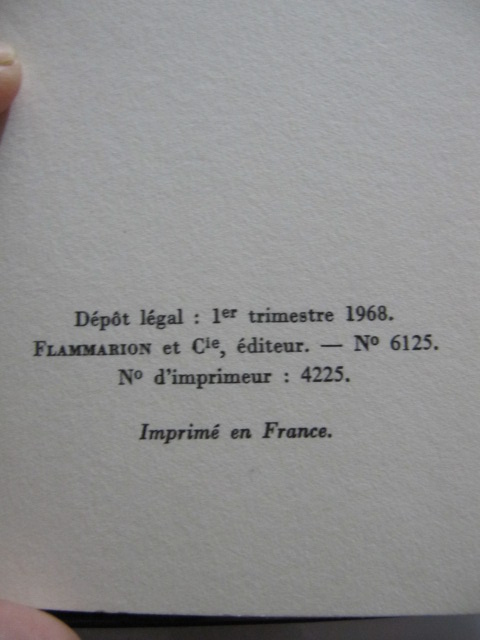 Dépôt légal : 1er trimestre 1968.
FLAMMARION et Cie, éditeur. — No 6125.
No d'imprimeur : 4225.
Imprimé en France.